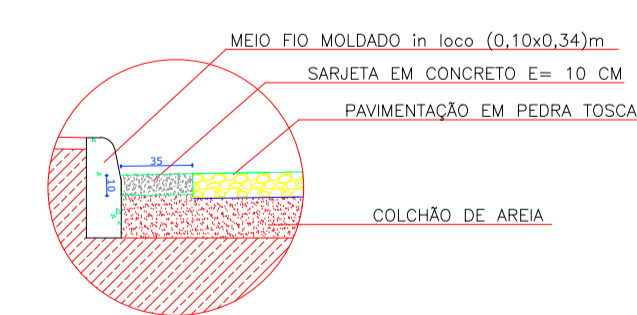 MEIO FIO MOLDADO in loco (0,10x0,34)m
SARJETA EM CONCRETO E= 10 CM
PAVIMENTAÇÃO EM PEDRA TOSCA
35
10
COLCHÃO DE AREIA